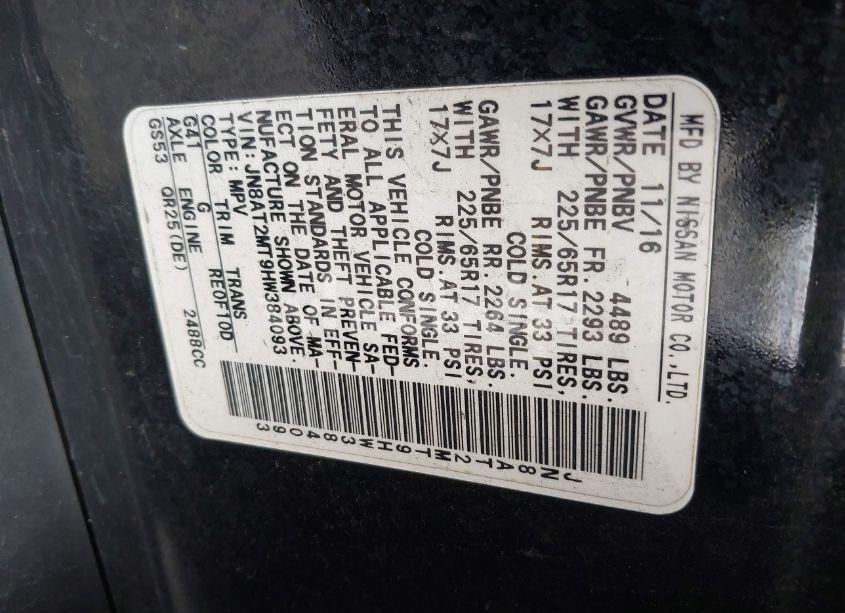 MFD BY NISSAN MOTOR CO.,LTD.
DATE 11/16
GVWR/PNBV 4489 LBS.
GAWR/PNBE FR.2293 LBS.
WITH 225/65R17 TIRES,
17X7J RIMS.AT 33 PSI
COLD SINGLE.
GAWR/PNBE RR.2264 LBS.
WITH 225/65R17 TIRES,
17X7J RIMS.AT 33 PSI
COLD SINGLE.
THIS VEHICLE CONFORMS
TO ALL APPLICABLE FED-
ERAL MOTOR VEHICLE SA-
FETY AND THEFT PREVEN-
TION STANDARDS IN EFF-
ECT ON THE DATE OF MA-
NUFACTURE SHOWN ABOVE.
VIN:JN8AT2MT9HW384093
TYPE:MPV
COLOR TRIM TRANS
G41 G RE0F10D
AXLE ENGINE
GS53 QR25(DE) 2488CC
JN8AT2MT9HW384093